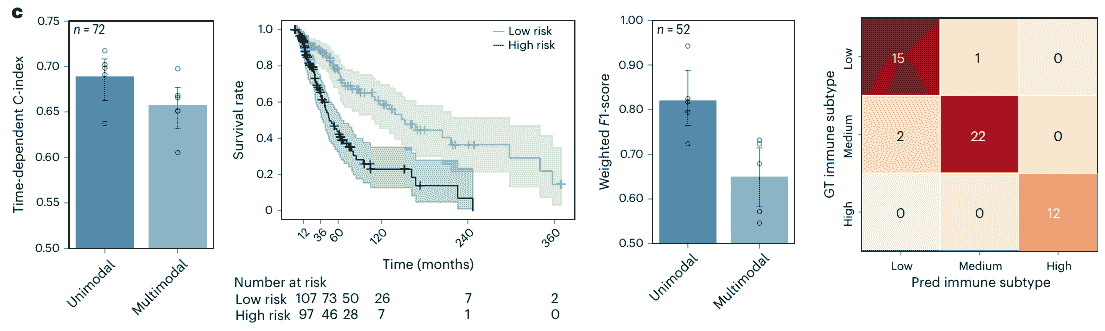 c
n = 72
Time-dependent C-index
0.75
0.70
0.65
0.60
0.55
0.50
Unimodal
Multimodal
Survival rate
1.0
0.8
0.6
0.4
0.2
0
Low risk
High risk
12 36 60 120 240 360
Time (months)
Number at risk
Low risk 107 73 50 26 7 2
High risk 97 46 28 7 1 0
n = 52
Weighted F1-score
1.00
0.90
0.80
0.70
0.60
0.50
Unimodal
Multimodal
GT immune subtype
Low 15 1 0
Medium 2 22 0
High 0 0 12
Low Medium High
Pred immune subtype